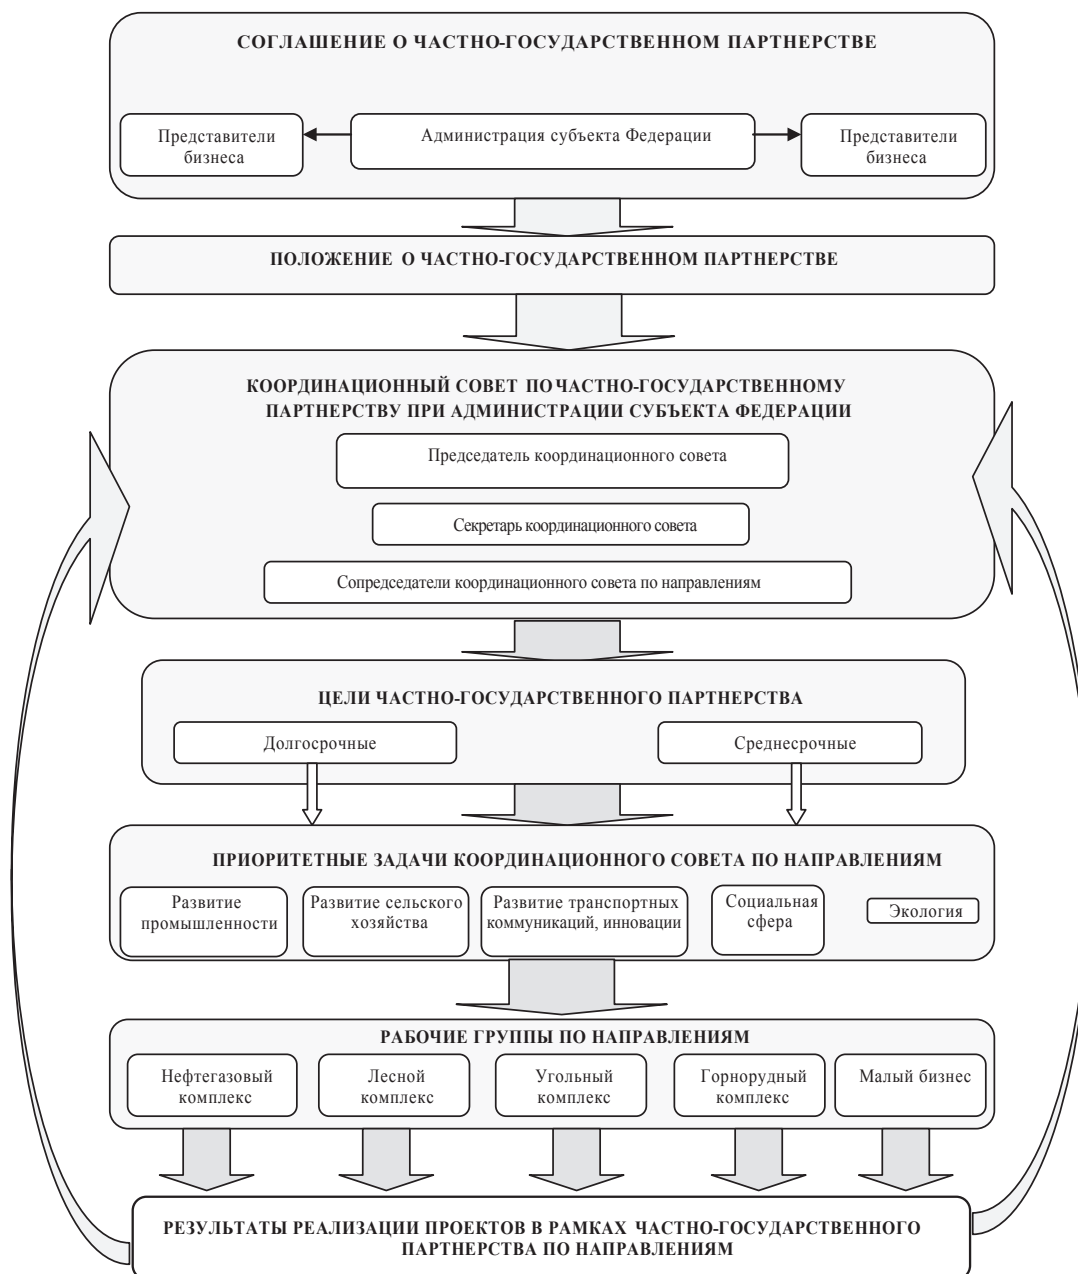 СОГЛАШЕНИЕ О ЧАСТНО-ГОСУДАРСТВЕННОМ ПАРТНЕРСТВЕ
Представители
бизнеса
Администрация субъекта Федерации
Представители
бизнеса
ПОЛОЖЕНИЕ О ЧАСТНО-ГОСУДАРСТВЕННОМ ПАРТНЕРСТВЕ
КООРДИНАЦИОННЫЙ СОВЕТ ПО ЧАСТНО-ГОСУДАРСТВЕННОМУ
ПАРТНЕРСТВУ ПРИ АДМИНИСТРАЦИИ СУБЪЕКТА ФЕДЕРАЦИИ
Председатель координационного совета
Секретарь координационного совета
Сопредседатели координационного совета по направлениям
ЦЕЛИ ЧАСТНО-ГОСУДАРСТВЕННОГО ПАРТНЕРСТВА
Долгосрочные
Среднесрочные
ПРИОРИТЕТНЫЕ ЗАДАЧИ КООРДИНАЦИОННОГО СОВЕТА ПО НАПРАВЛЕНИЯМ
Развитие
промышленности
Развитие сельского
хозяйства
Развитие транспортных
коммуникаций, инновации
Социальная
сфера
Экология
РАБОЧИЕ ГРУППЫ ПО НАПРАВЛЕНИЯМ
Нефтегазовый
комплекс
Лесной
комплекс
Угольный
комплекс
Горнорудный
комплекс
Малый бизнес
РЕЗУЛЬТАТЫ РЕАЛИЗАЦИИ ПРОЕКТОВ В РАМКАХ ЧАСТНО-ГОСУДАРСТВЕННОГО
ПАРТНЕРСТВА ПО НАПРАВЛЕНИЯМ